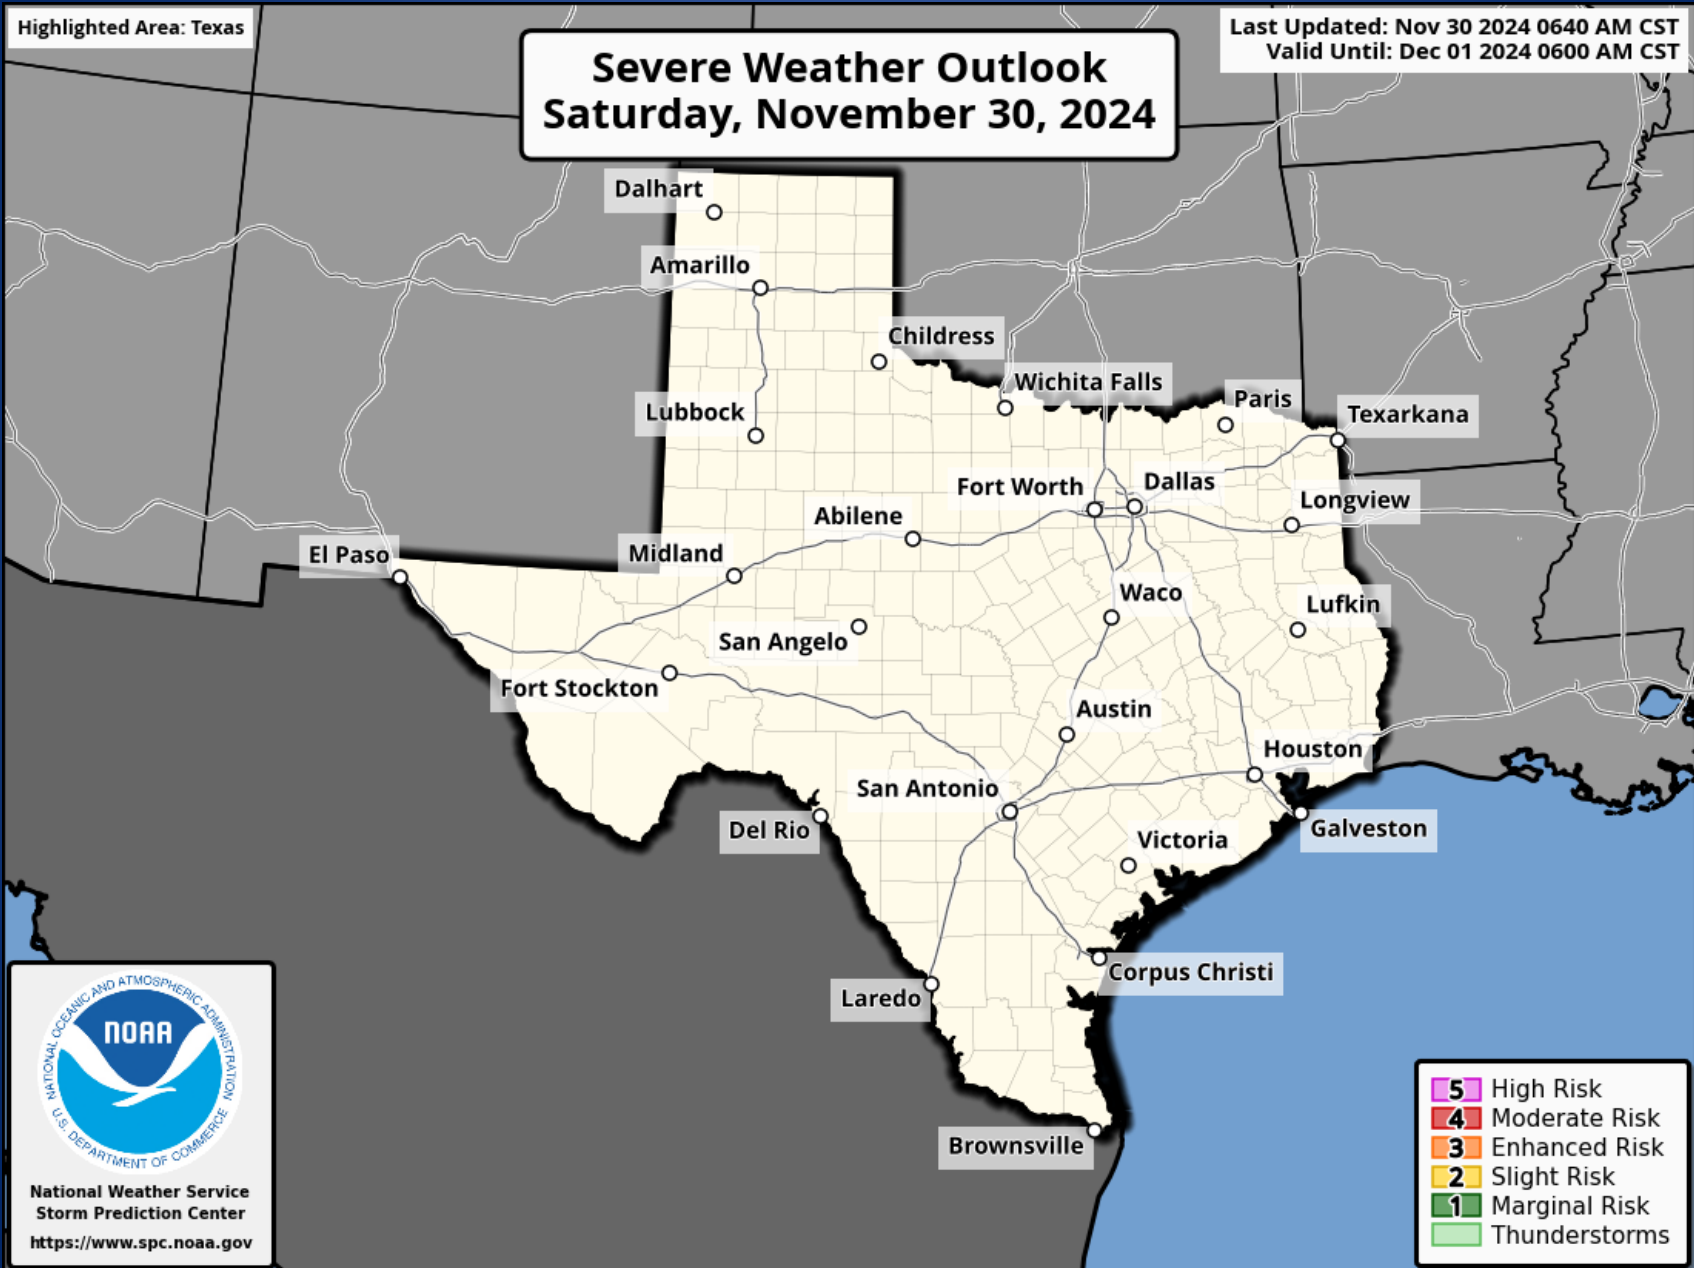 Highlighted Area: Texas
Severe Weather Outlook
Saturday, November 30, 2024
Last Updated: Nov 30 2024 0640 AM CST
Valid Until: Dec 01 2024 0600 AM CST
Dalhart
Amarillo
Childress
Wichita Falls
Paris
Texarkana
Lubbock
Fort Worth
Dallas
Longview
Abilene
El Paso
Midland
Waco
Lufkin
San Angelo
Fort Stockton
Austin
Houston
San Antonio
Del Rio
Galveston
Victoria
Corpus Christi
Laredo
Brownsville
NATIONAL OCEANIC AND ATMOSPHERIC ADMINISTRATION
NOAA
U.S. DEPARTMENT OF COMMERCE
National Weather Service
Storm Prediction Center
https://www.spc.noaa.gov
5 High Risk
4 Moderate Risk
3 Enhanced Risk
2 Slight Risk
1 Marginal Risk
Thunderstorms